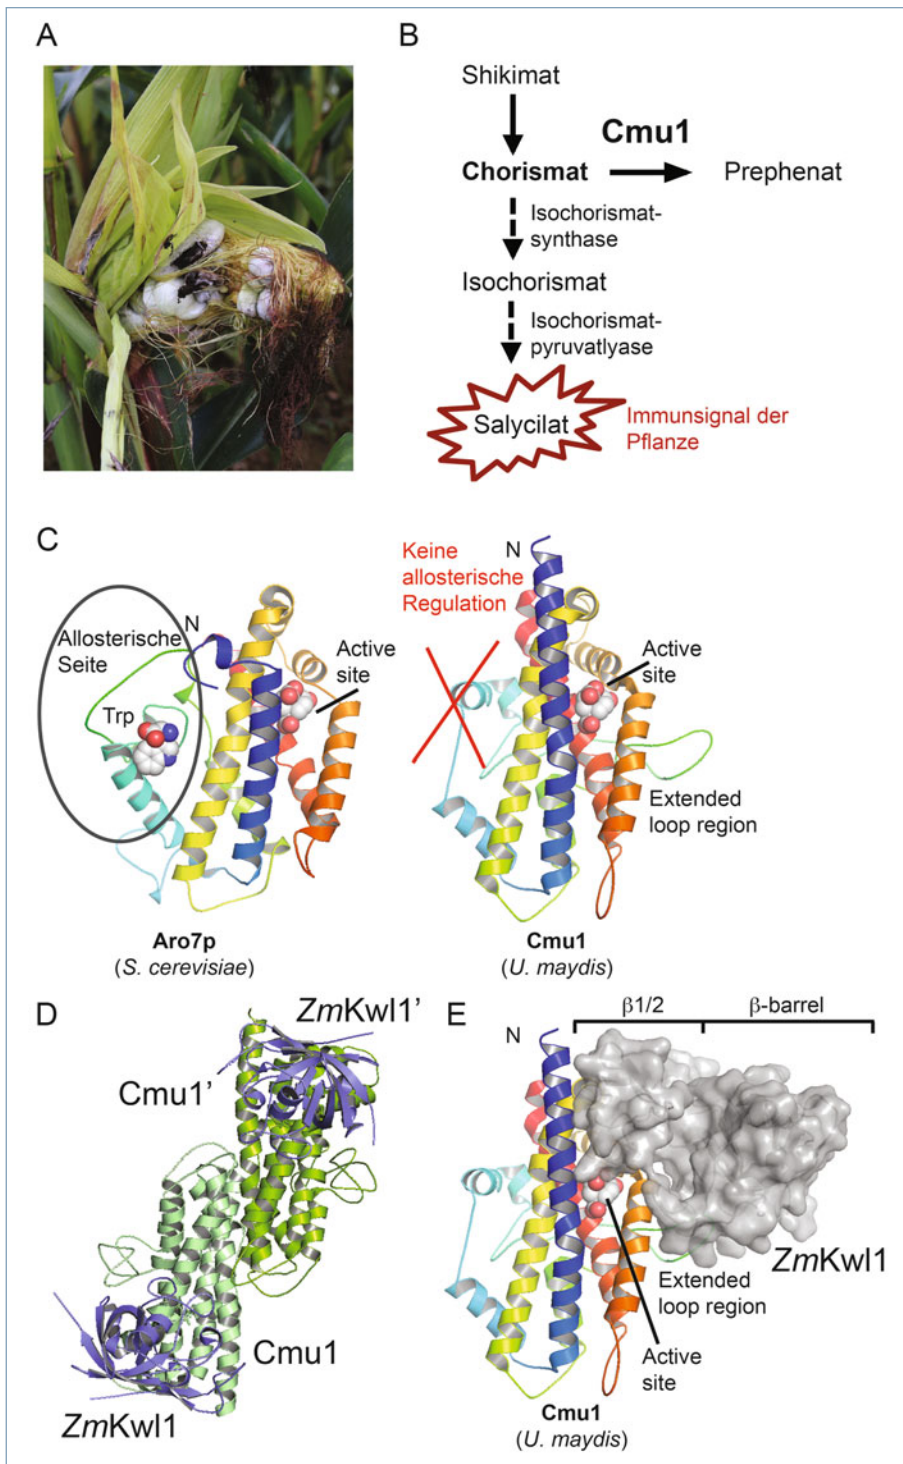 A
B
Shikimat
Cmu1
Chorismat
Prephenat
Isochorismat-
synthase
Isochorismat
Isochorismat-
pyruvatlyase
Salycilat
Immunsignal der
Pflanze
C
Allosterische
Seite
N
Trp
Active
site
Aro7p
(S. cerevisiae)
Keine
allosterische
Regulation
N
Active
site
Extended
loop region
Cmu1
(U. maydis)
D
ZmKwl1'
Cmu1'
Cmu1
ZmKwl1
E
β1/2
β-barrel
N
ZmKwl1
Extended
loop region
Active
site
Cmu1
(U. maydis)